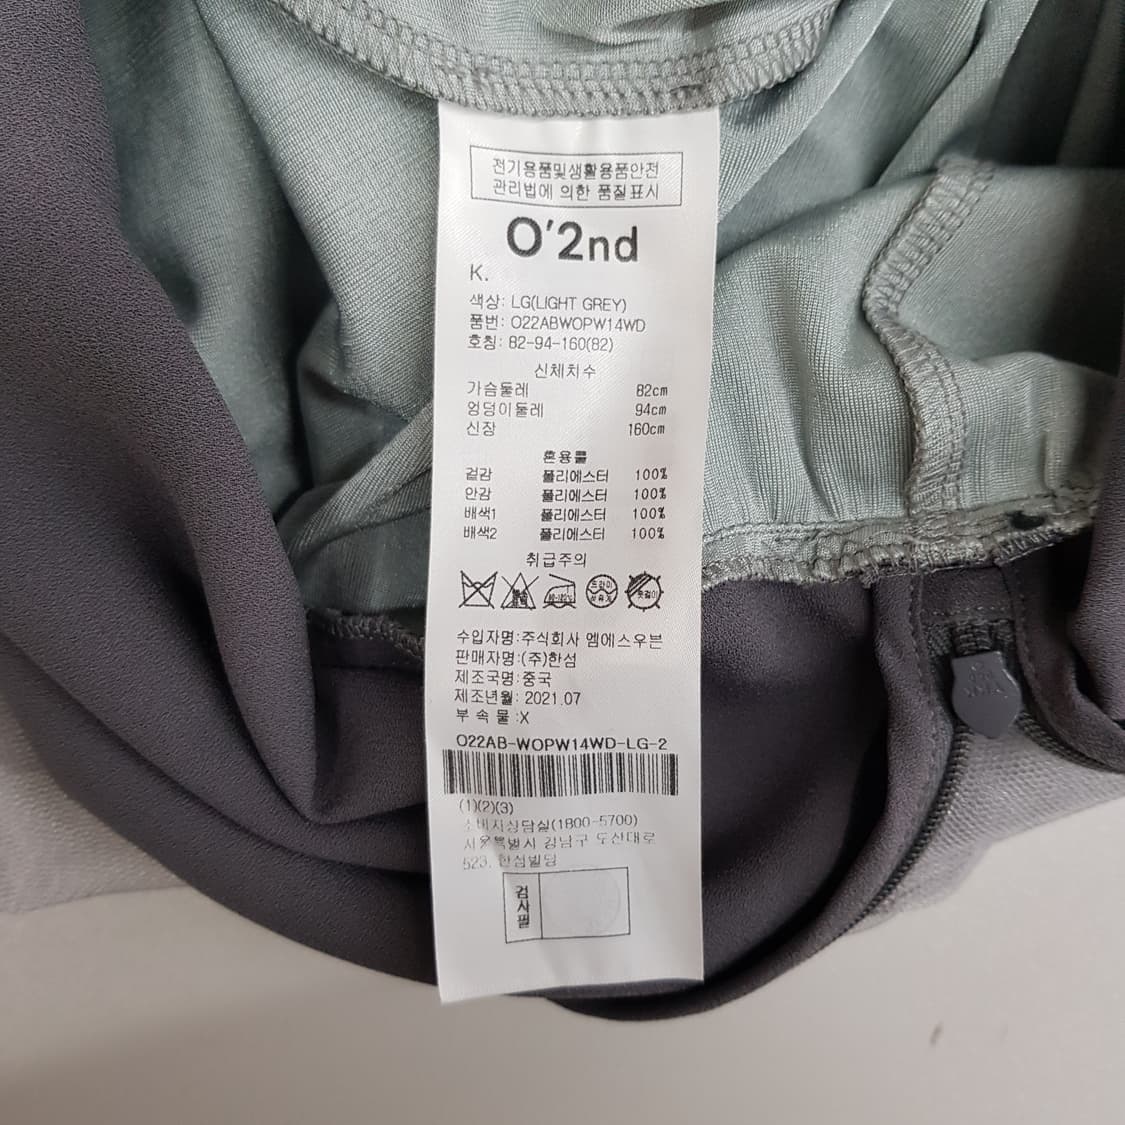 전기용품및생활용품안전
관리법에 의한 품질표시
O'2nd
K.
색상: LG(LIGHT GREY)
품번: O22ABWOPW14WD
호칭: 82-94-160(82)
신체치수
가슴둘레 82cm
엉덩이둘레 94cm
신장 160cm
혼용률
겉감 폴리에스터 100%
안감 폴리에스터 100%
배색1 폴리에스터 100%
배색2 폴리에스터 100%
취급주의
드라이
옷걸이
수입자명:주식회사 엠에스우븐
판매자명:(주)한섬
제조국명:중국
제조년월: 2021.07
부 속 물 :X
O22AB-WOPW14WD-LG-2
(1)(2)(3)
소비자상담실(1800-5700)
서울특별시 강남구 도산대로
523, 한섬빌딩
검사필